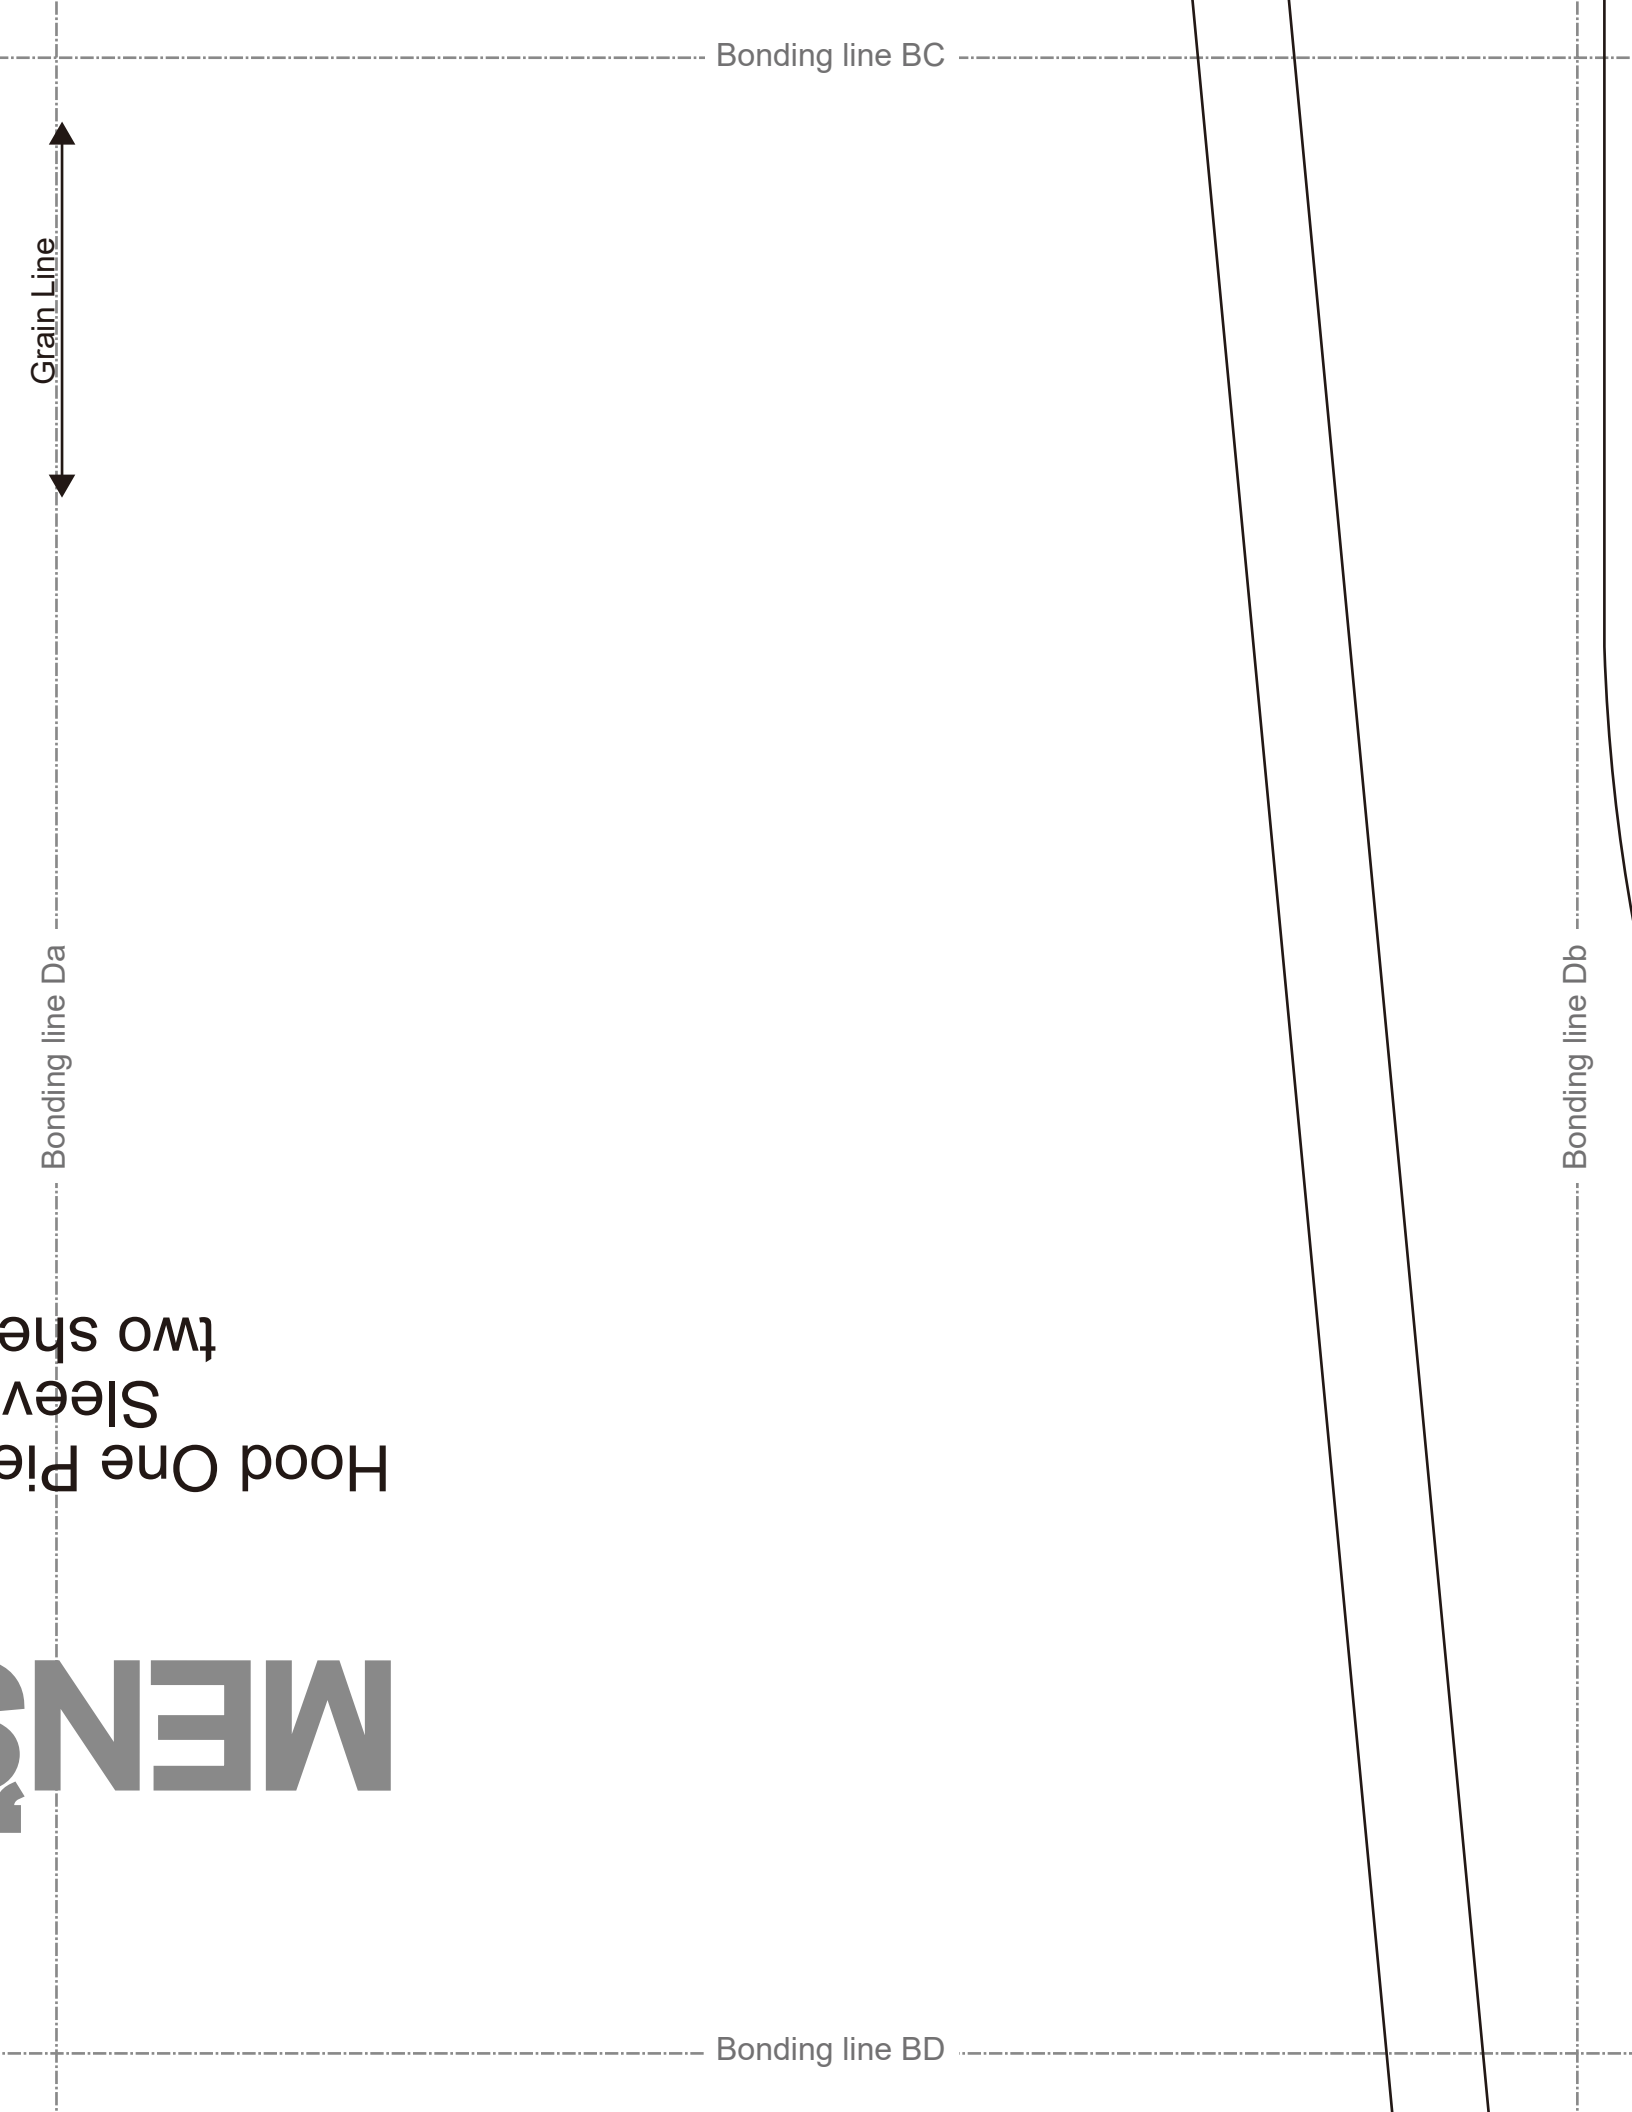 Bonding line BC
Grain Line
Bonding line Da
Bonding line Db
two she
Sleev
Hood One Pie
MENS
Bonding line BD